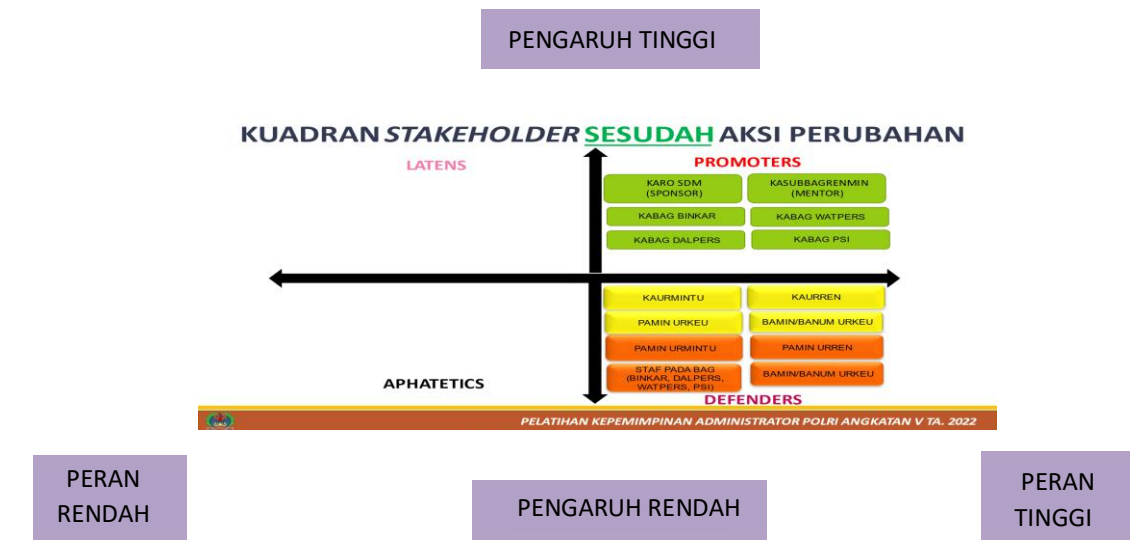 PENGARUH TINGGI
KUADRAN STAKEHOLDER SESUDAH AKSI PERUBAHAN
LATENS
PROMOTERS
KARO SDM
(SPONSOR)
KASUBBAGRENMIN
(MENTOR)
KABAG BINKAR
KABAG WATPERS
KABAG DALPERS
KABAG PSI
KAURMINTU
KAURREN
PAMIN URKEU
BAMIN/BANUM URKEU
PAMIN URMINTU
PAMIN URREN
STAF PADA BAG
(BINKAR, DALPERS,
WATPERS, PSI)
BAMIN/BANUM URKEU
APHATETICS
DEFENDERS
PELATIHAN KEPEMIMPINAN ADMINISTRATOR POLRI ANGKATAN V TA. 2022
PERAN
RENDAH
PENGARUH RENDAH
PERAN
TINGGI